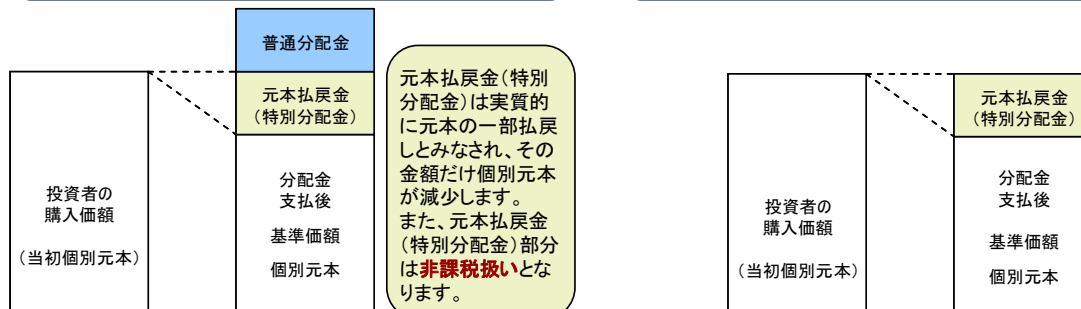 普通分配金
元本払戻金
(特別分配金)
投資者の
購入価額
(当初個別元本)
分配金
支払後
基準価額
個別元本
元本払戻金(特別
分配金)は実質的
に元本の一部払戻
しとみなされ、その
金額だけ個別元本
が減少します。
また、元本払戻金
(特別分配金)部分
は非課税扱いとな
ります。
元本払戻金
(特別分配金)
投資者の
購入価額
(当初個別元本)
分配金
支払後
基準価額
個別元本